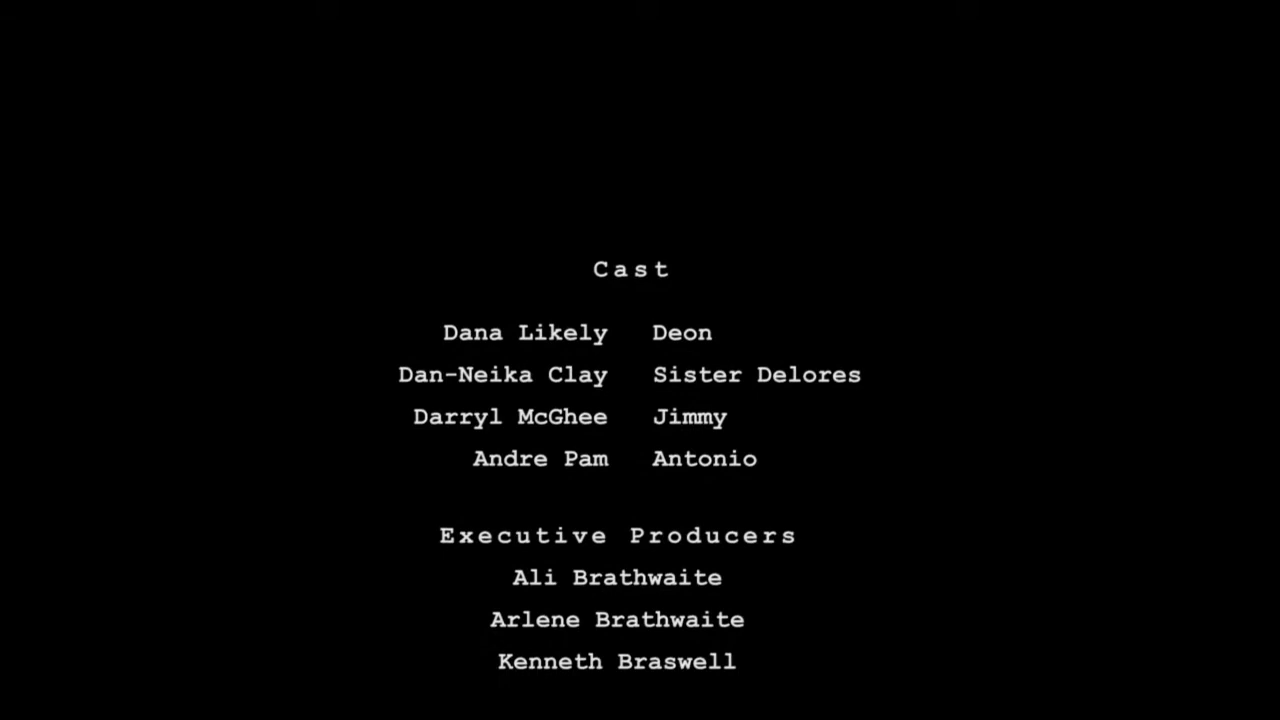 Cast
Dana Likely Deon
Dan-Neika Clay Sister Delores
Darryl McGhee Jimmy
Andre Pam Antonio
Executive Producers
Ali Brathwaite
Arlene Brathwaite
Kenneth Braswell